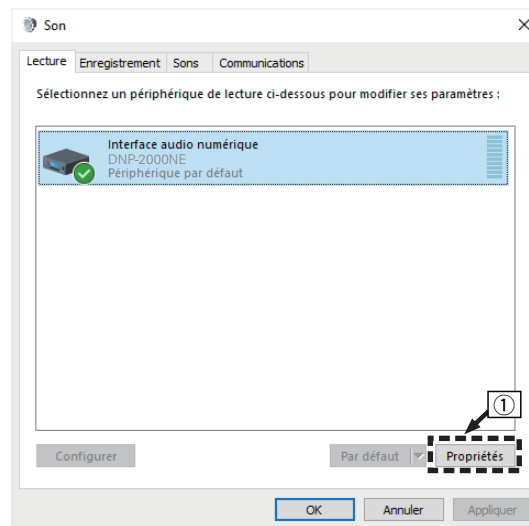 Son
Lecture Enregistrement Sons Communications
Sélectionnez un périphérique de lecture ci-dessous pour modifier ses paramètres :
Interface audio numérique
DNP-2000NE
Périphérique par défaut
①
Configurer Par défaut Propriétés
OK Annuler Appliquer